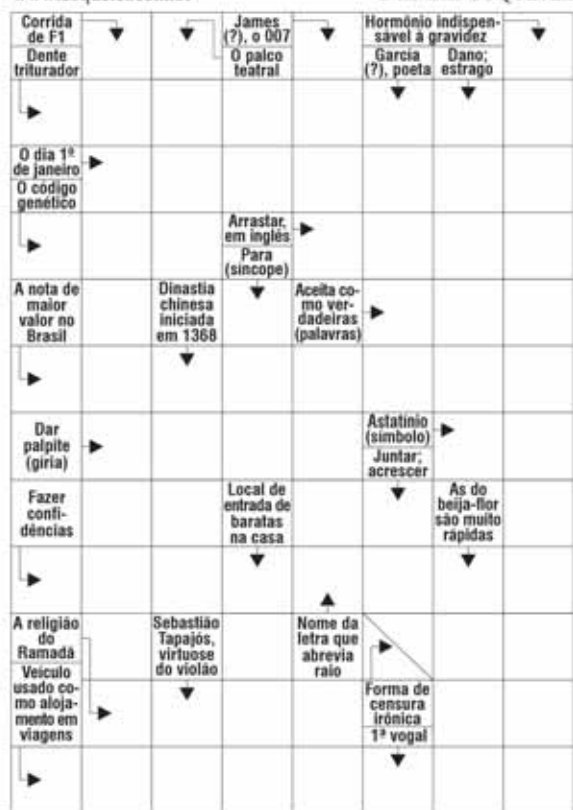 Corrida
de F1
Dente
triturador
James
(?), o 007
O palco
teatral
Hormônio indispen-
sável à gravidez
García
(?), poeta
Dano;
estrago
O dia 1º
de janeiro
O código
genético
Arrastar,
em inglês
Para
(síncope)
A nota de
maior
valor no
Brasil
Dinastia
chinesa
iniciada
em 1368
Aceita co-
mo ver-
dadeiras
(palavras)
Dar
palpite
(gíria)
Astatínio
(símbolo)
Juntar;
acrescer
Fazer
confi-
dências
Local de
entrada de
baratas
na casa
As do
beija-flor
são muito
rápidas
A religião
do
Ramadã
Veículo
usado co-
mo aloja-
mento em
viagens
Sebastião
Tapajós,
virtuose
do violão
Nome da
letra que
abrevia
raio
Forma de
censura
irônica
1ª vogal